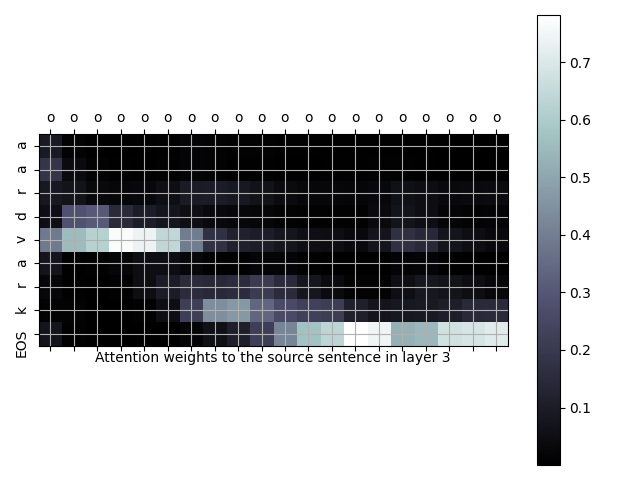 o o o o o o o o o o o o o o o o o o o o
a
a
r
d
v
a
r
k
EOS
Attention weights to the source sentence in layer 3
0.7
0.6
0.5
0.4
0.3
0.2
0.1